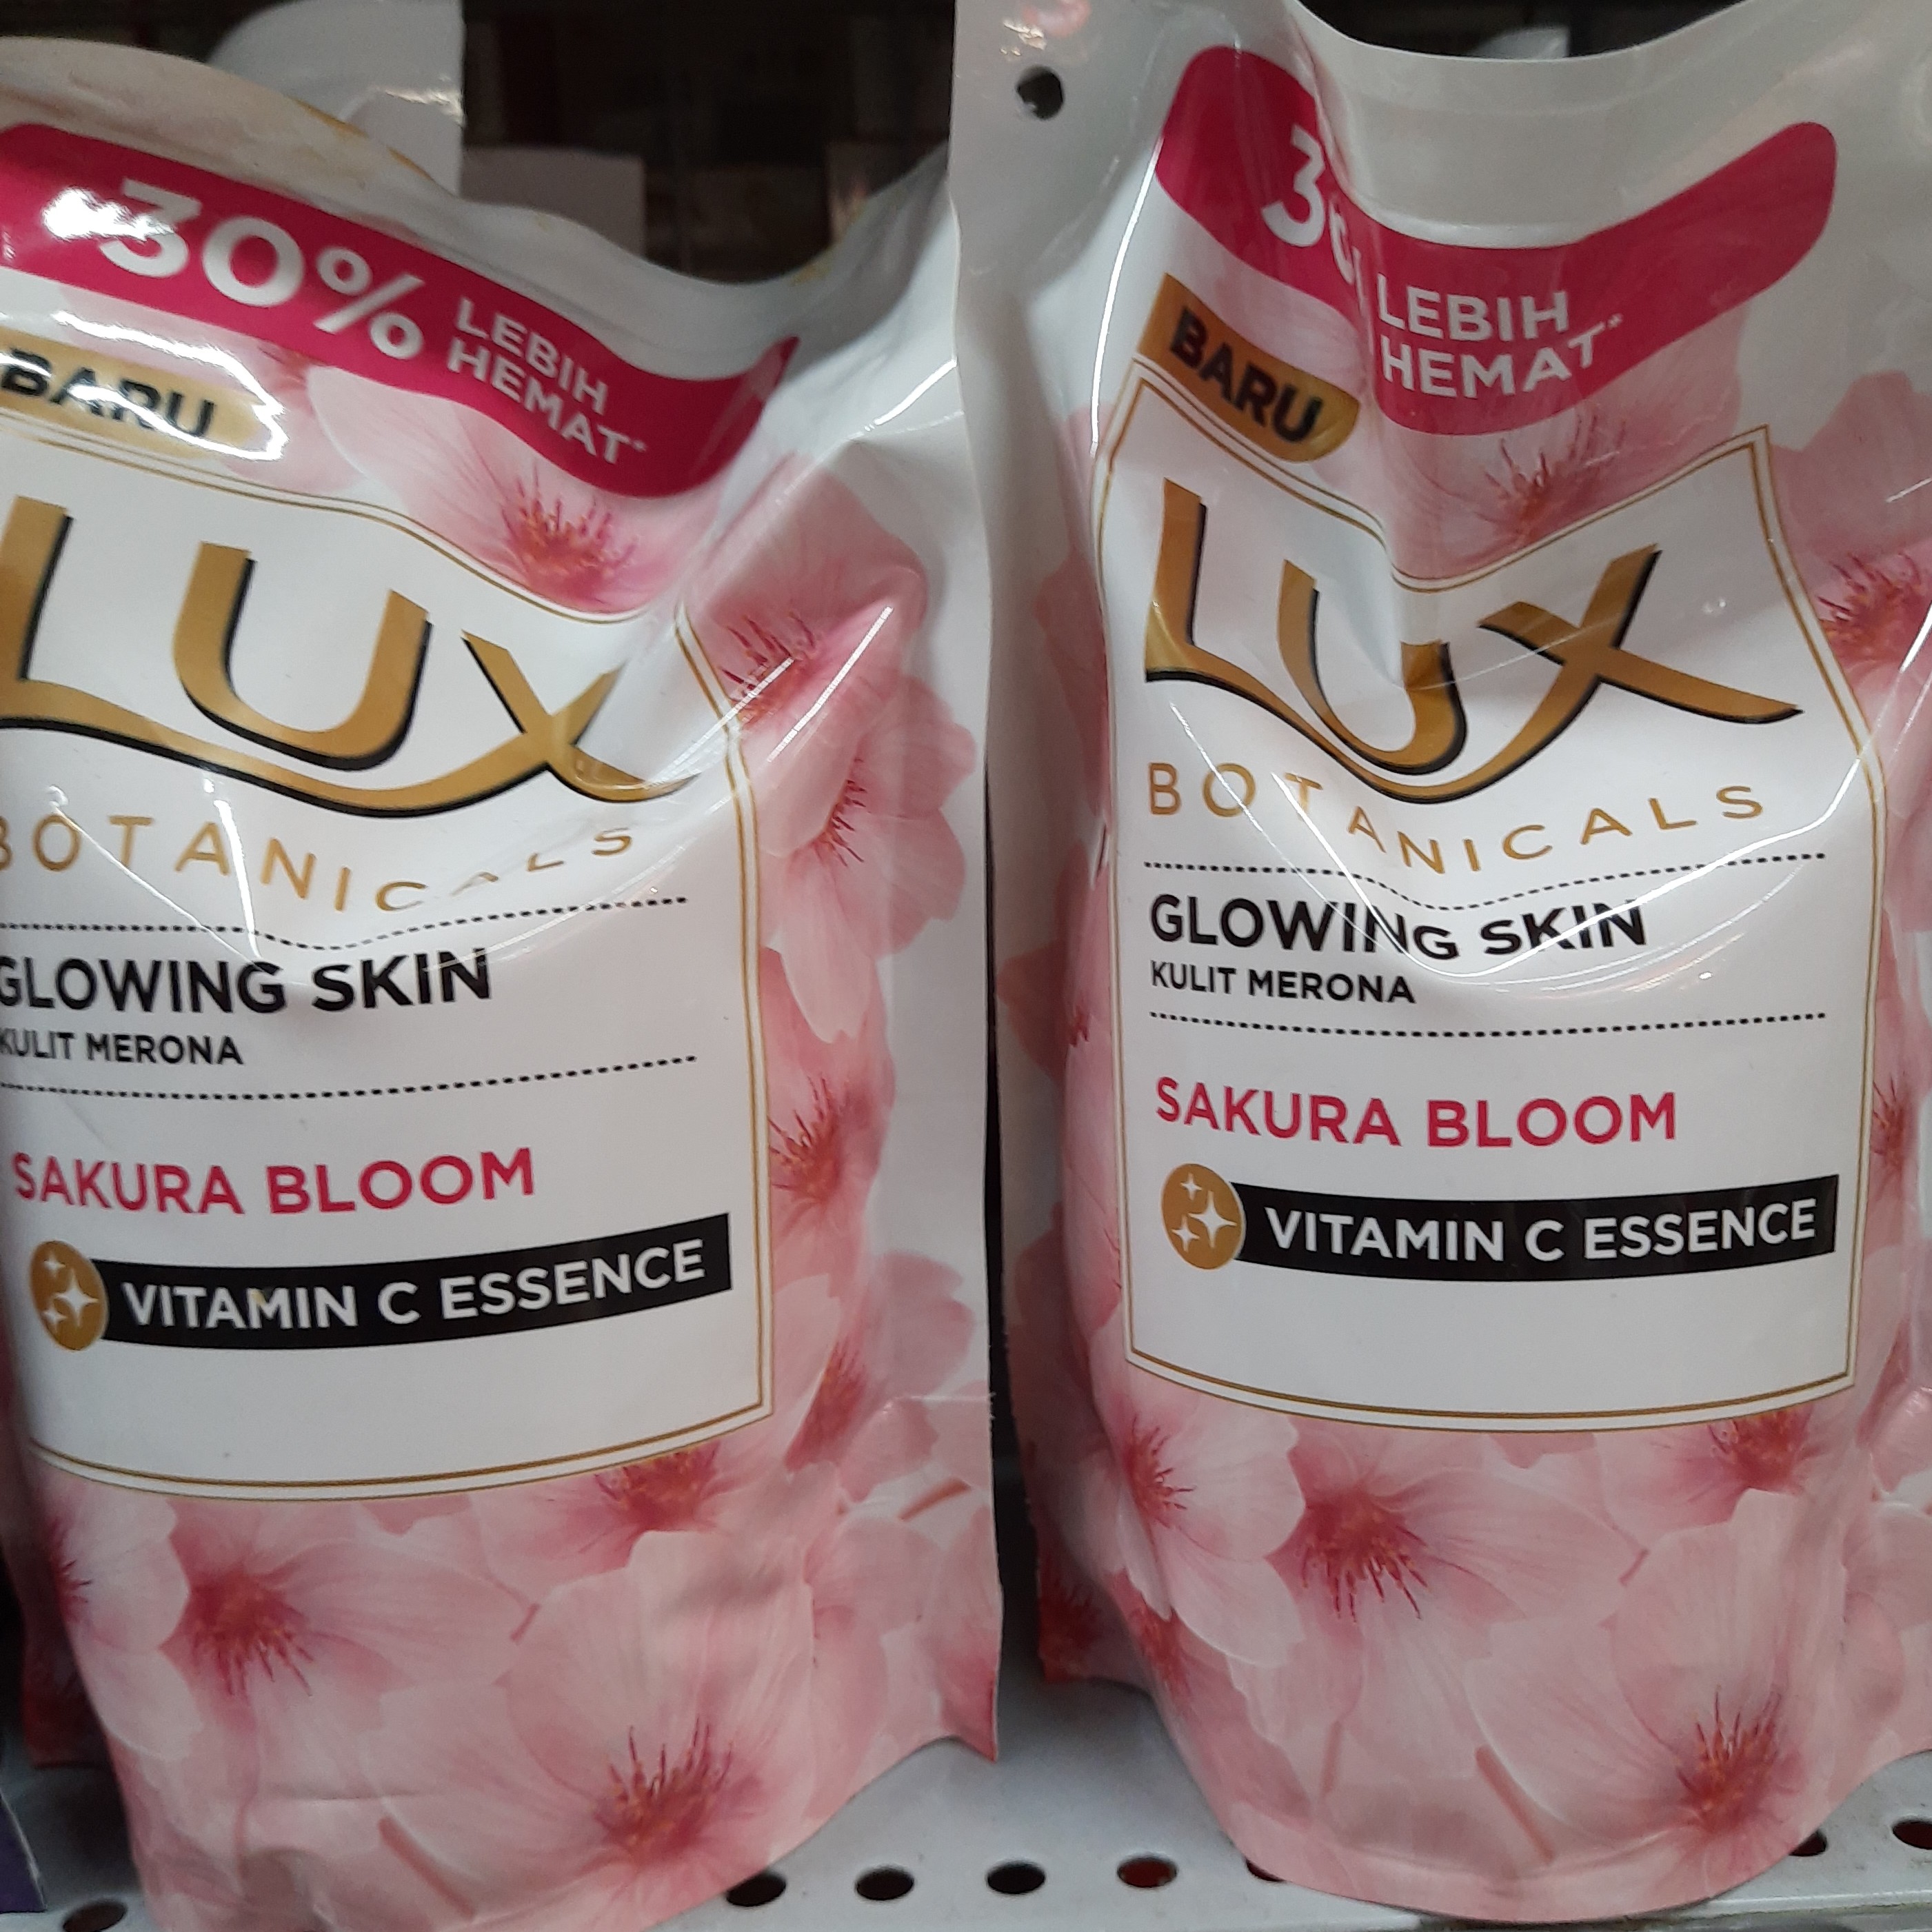 30% LEBIH
HEMAT*
BARU
LUX
BOTANICALS
GLOWING SKIN
KULIT MERONA
SAKURA BLOOM
VITAMIN C ESSENCE
LEBIH
HEMAT*
BARU
LUX
BOTANICALS
GLOWING SKIN
KULIT MERONA
SAKURA BLOOM
VITAMIN C ESSENCE